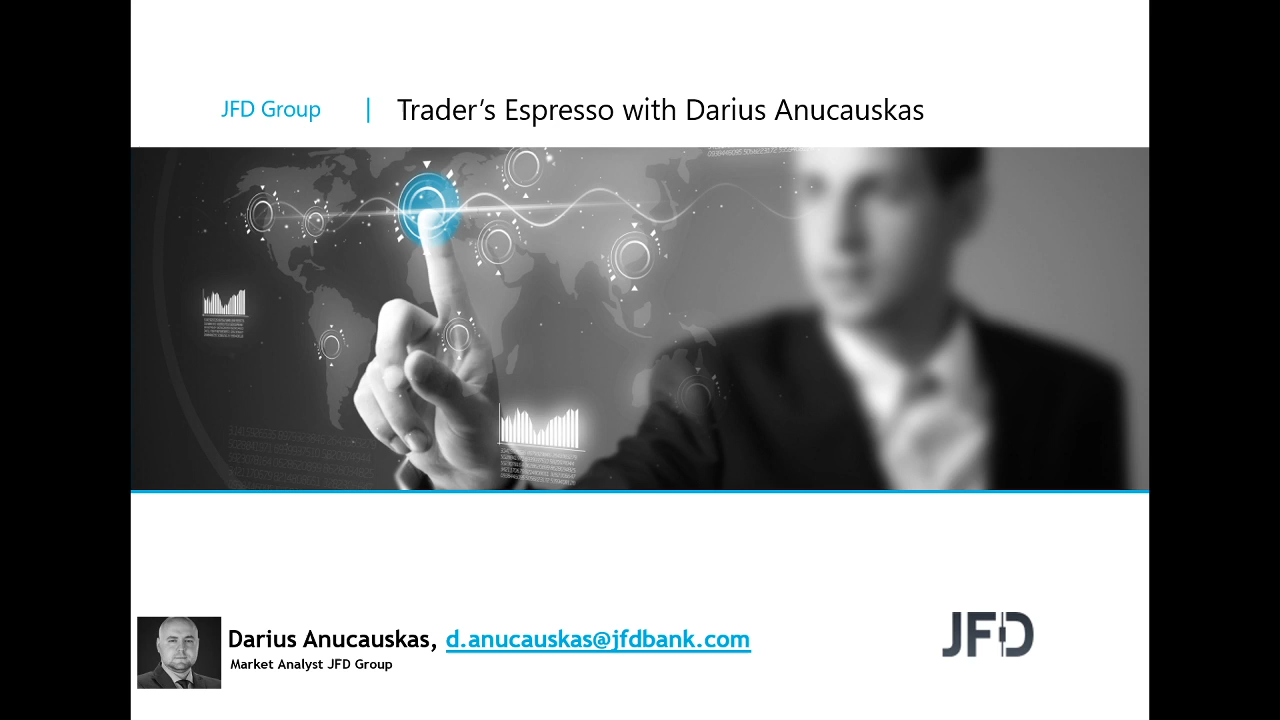 JFD Group | Trader’s Espresso with Darius Anucauskas
Darius Anucauskas, d.anucauskas@jfdbank.com
Market Analyst JFD Group
JFD